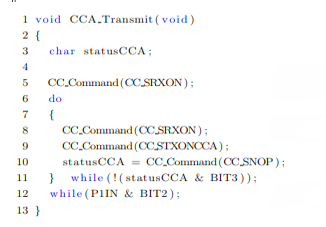 1 void CCA_Transmit(void)
2 {
3 char statusCCA;
4
5 CC_Command(CC_SRXON);
6 do
7 {
8 CC_Command(CC_SRXON);
9 CC_Command(CC_STXONCCA);
10 statusCCA = CC_Command(CC_SNOP);
11 } while(!(statusCCA & BIT3));
12 while(P1IN & BIT2);
13 }